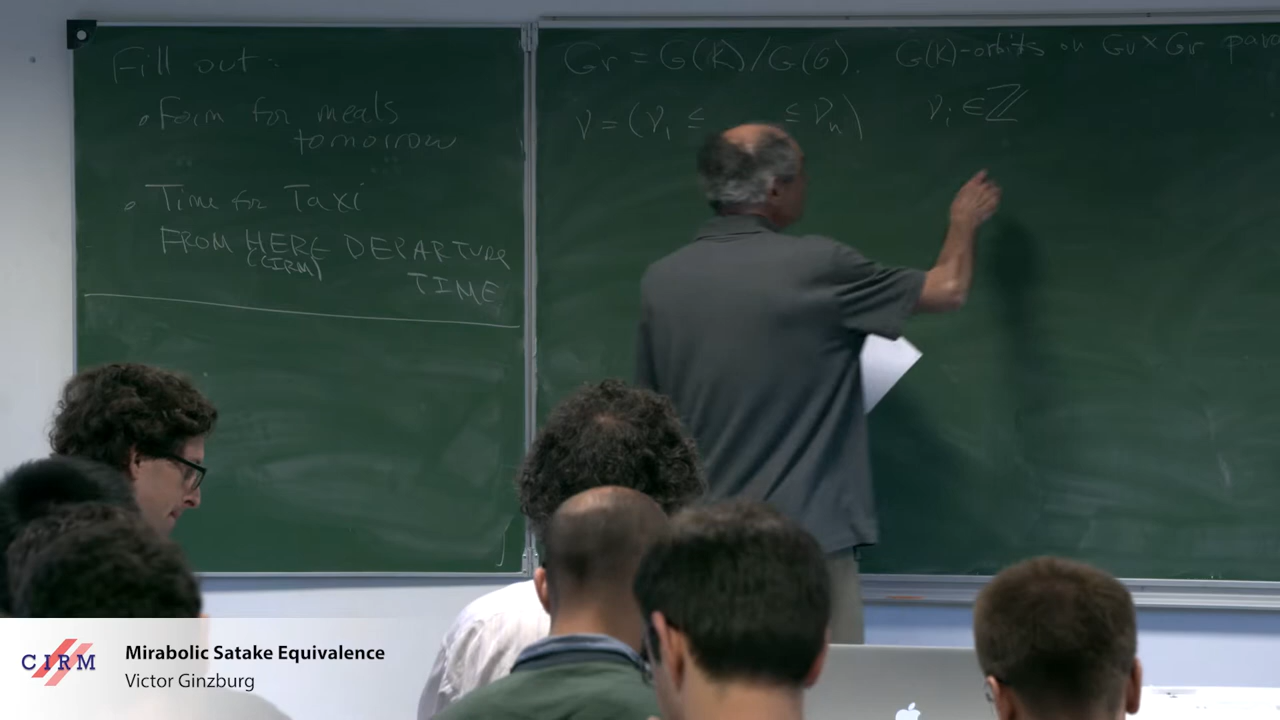 Fill out:
• Form for meals
tomorrow
• Time for Taxi
FROM HERE DEPARTURE
(CIRM) TIME
Gr = G(K)/G(O). G(K)-orbits on Gr × Gr para
ν = (ν₁ ≤ ≤ νₙ) νᵢ ∈ ℤ
CIRM
Mirabolic Satake Equivalence
Victor Ginzburg